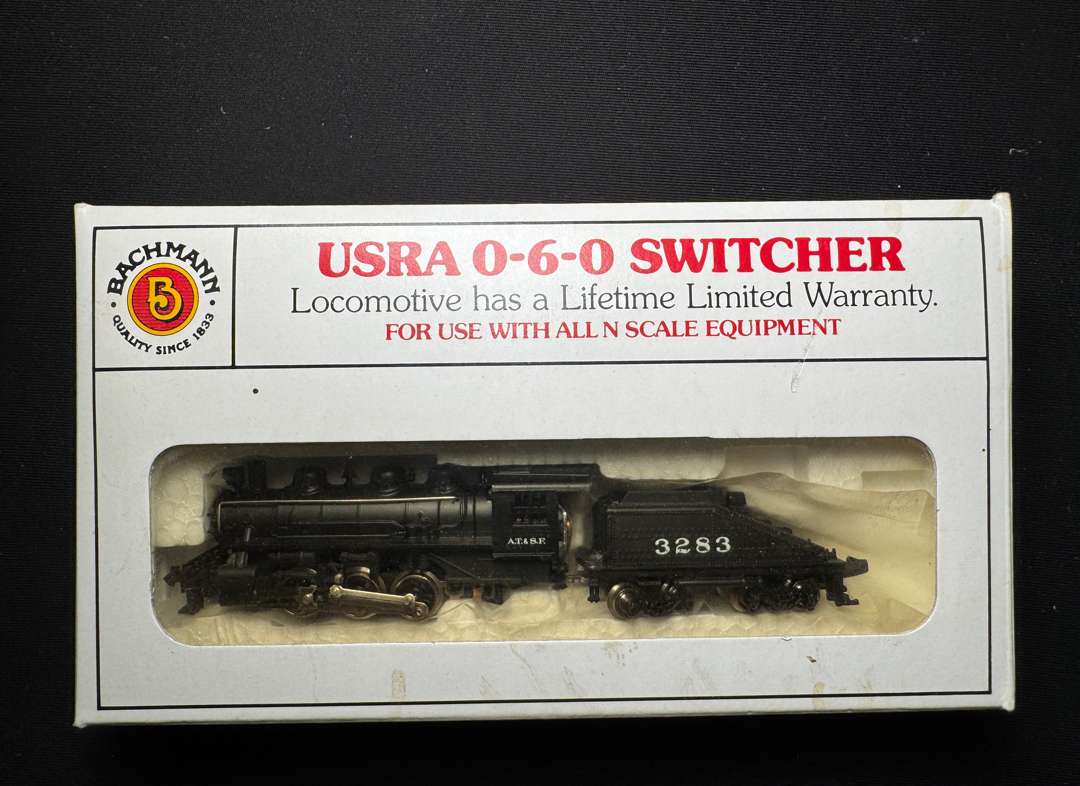 BACHMANN
B
QUALITY SINCE 1833
USRA 0-6-0 SWITCHER
Locomotive has a Lifetime Limited Warranty.
FOR USE WITH ALL N SCALE EQUIPMENT
A.T.& S.F.
3283